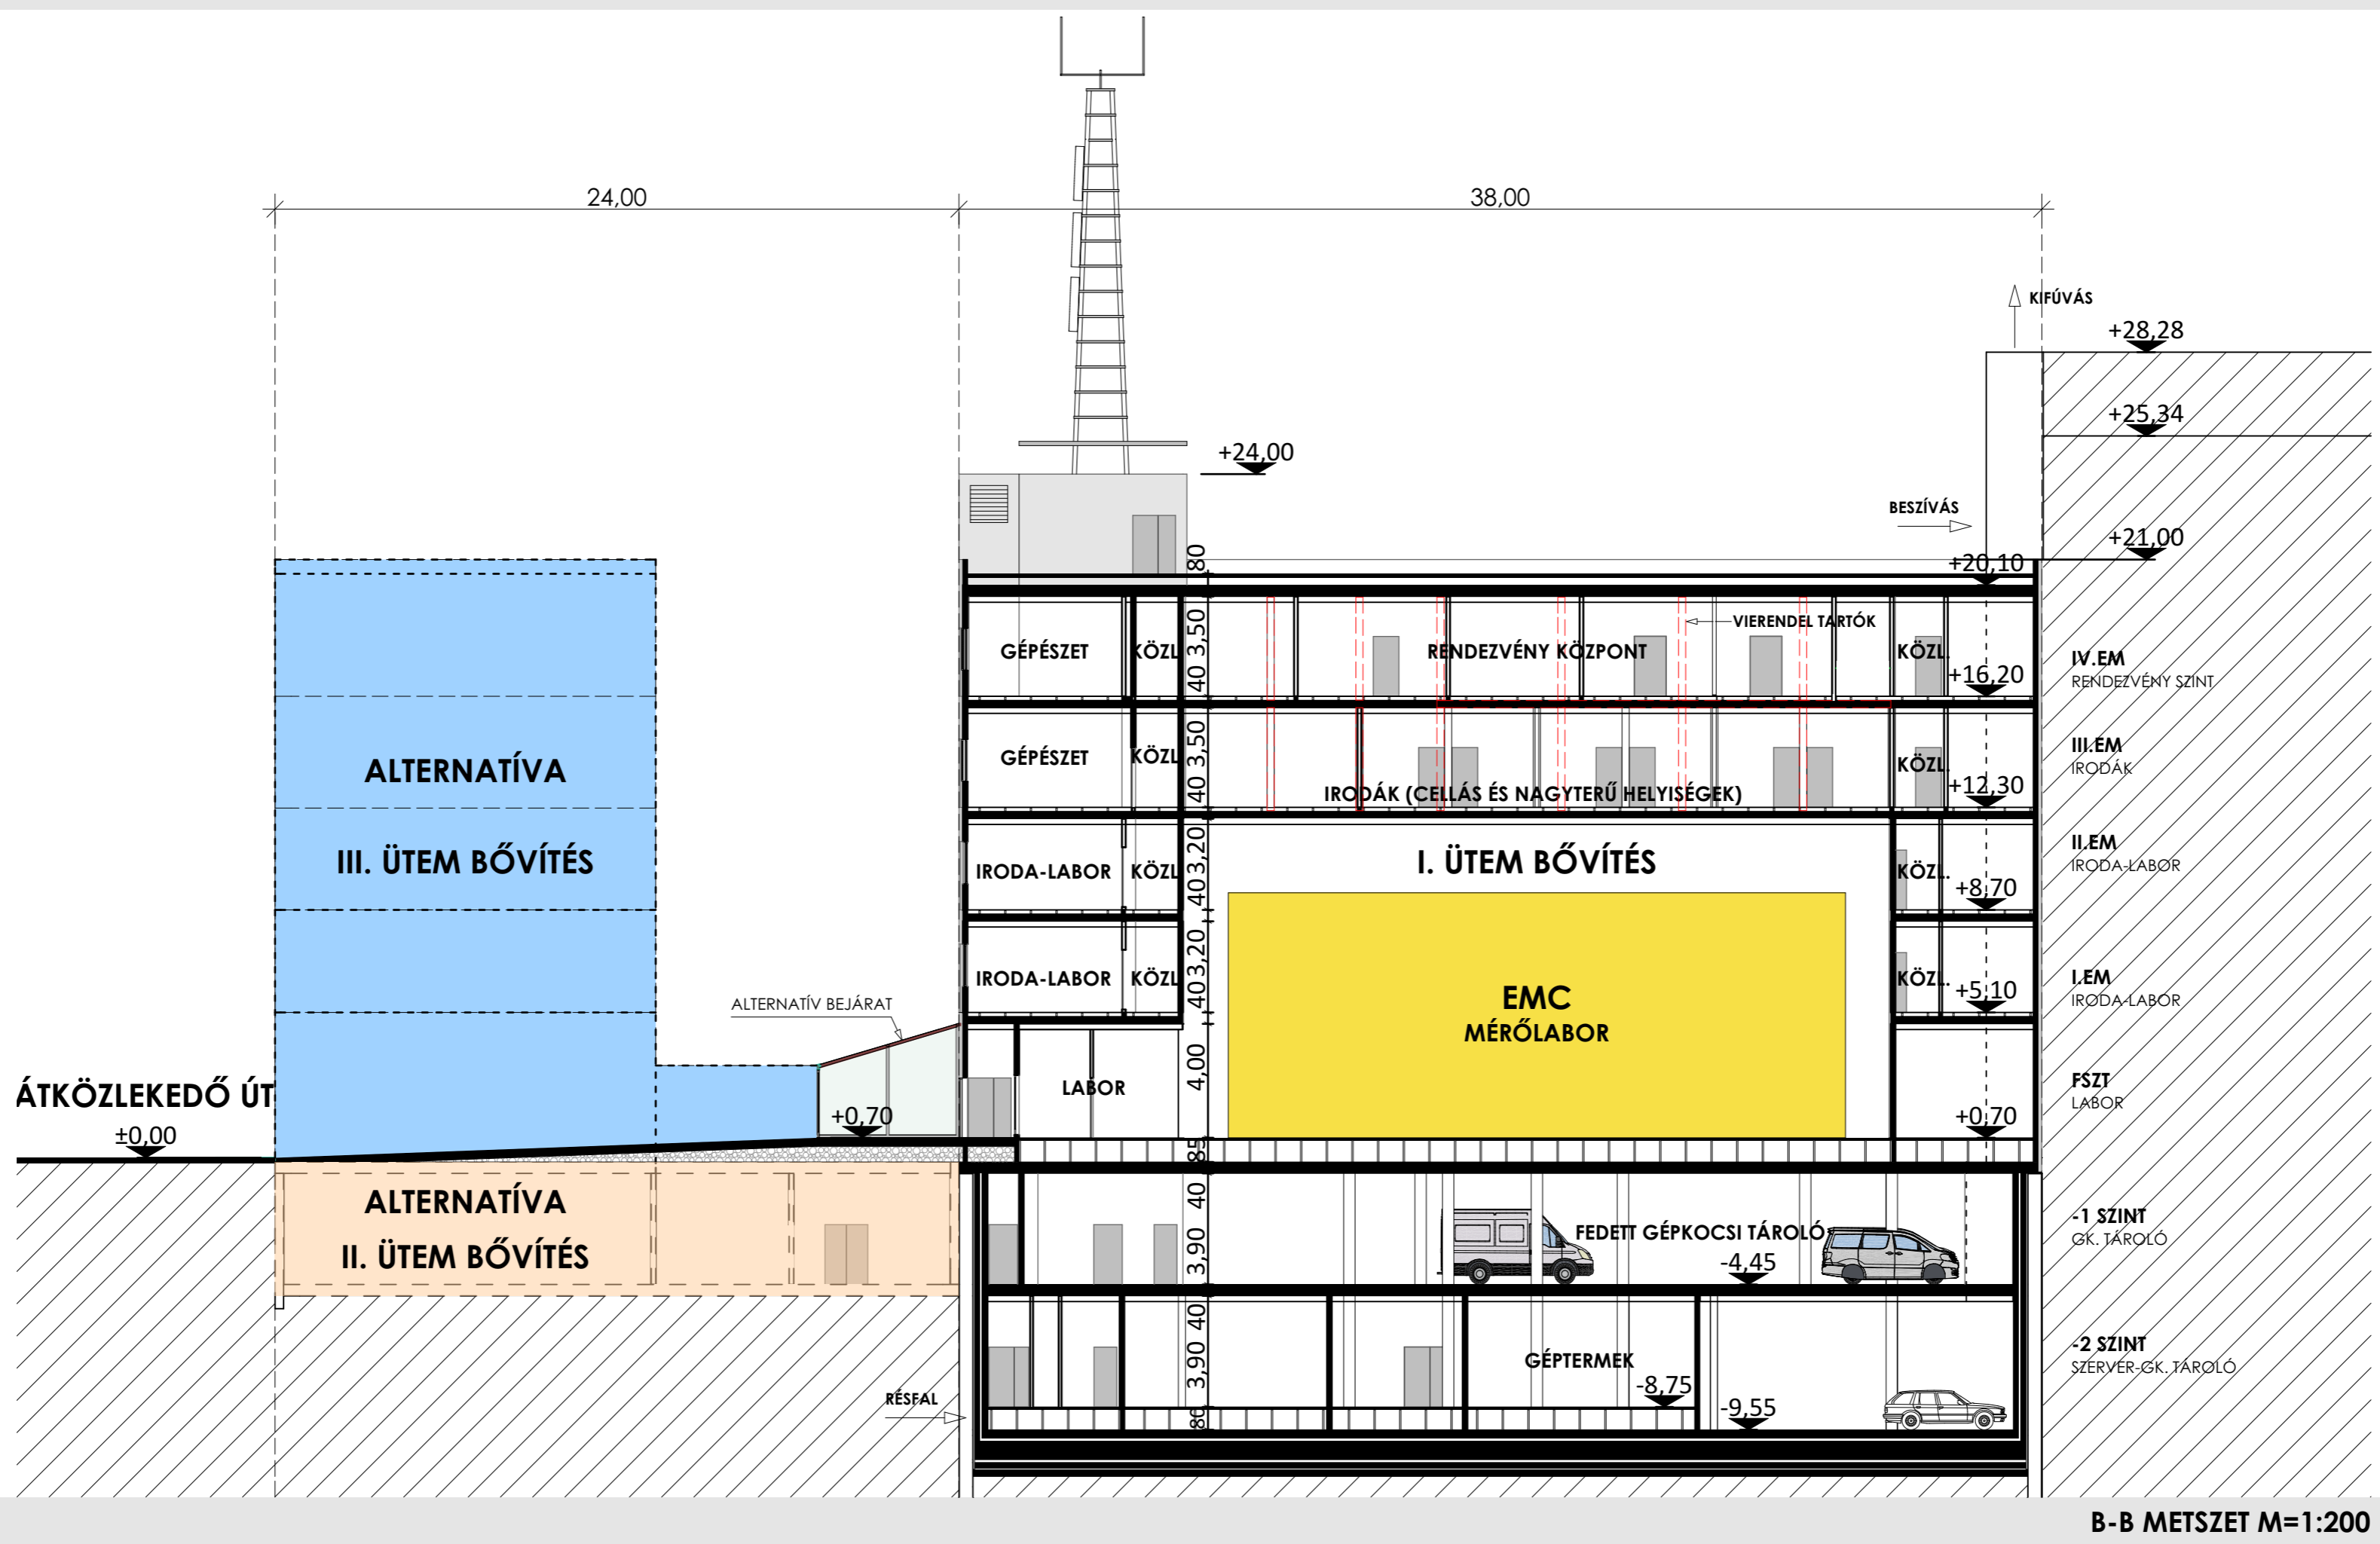 24,00
38,00
KIFÚVÁS
+28,28
+25,34
+24,00
BESZÍVÁS
+21,00
+20,10
80
3,50
VIERENDEL TARTÓK
GÉPÉSZET
KÖZL
RENDEZVÉNY KÖZPONT
KÖZL.
IV.EM
RENDEZVÉNY SZINT
40
+16,20
3,50
GÉPÉSZET
KÖZL
KÖZL.
III.EM
IRODÁK
ALTERNATÍVA
40
IRODÁK (CELLÁS ÉS NAGYTERŰ HELYISÉGEK)
+12,30
III. ÜTEM BŐVÍTÉS
3,20
I. ÜTEM BŐVÍTÉS
II.EM
IRODA-LABOR
IRODA-LABOR
KÖZL
KÖZL.
40
+8,70
3,20
IRODA-LABOR
KÖZL
KÖZL.
I.EM
IRODA-LABOR
40
+5,10
ALTERNATÍV BEJÁRAT
EMC
MÉRŐLABOR
4,00
LABOR
FSZT
LABOR
ÁTKÖZLEKEDŐ ÚT
±0,00
+0,70
+0,70
85
ALTERNATÍVA
II. ÜTEM BŐVÍTÉS
40
3,90
FEDETT GÉPKOCSI TÁROLÓ
-4,45
-1 SZINT
GK. TÁROLÓ
40
3,90
GÉPTERMEK
-2 SZINT
SZERVER-GK. TÁROLÓ
RÉSFAL
-8,75
-9,55
80
B-B METSZET M=1:200